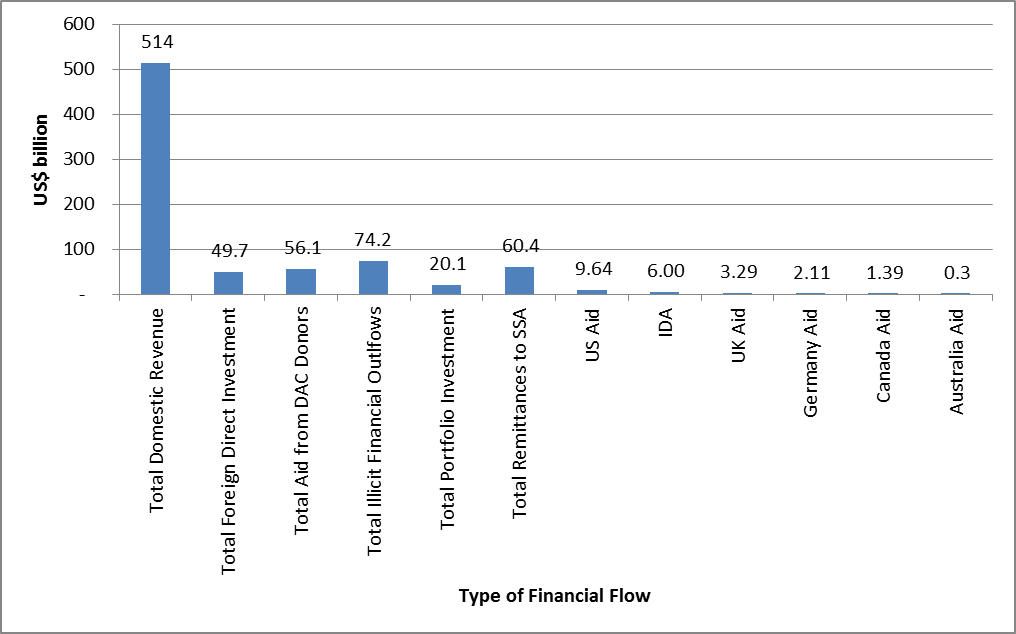 600
500
400
300
200
100
-
US$ billion
514
49.7
56.1
74.2
20.1
60.4
9.64
6.00
3.29
2.11
1.39
0.3
Total Domestic Revenue
Total Foreign Direct Investment
Total Aid from DAC Donors
Total Illicit Financial Outlfows
Total Portfolio Investment
Total Remittances to SSA
US Aid
IDA
UK Aid
Germany Aid
Canada Aid
Australia Aid
Type of Financial Flow